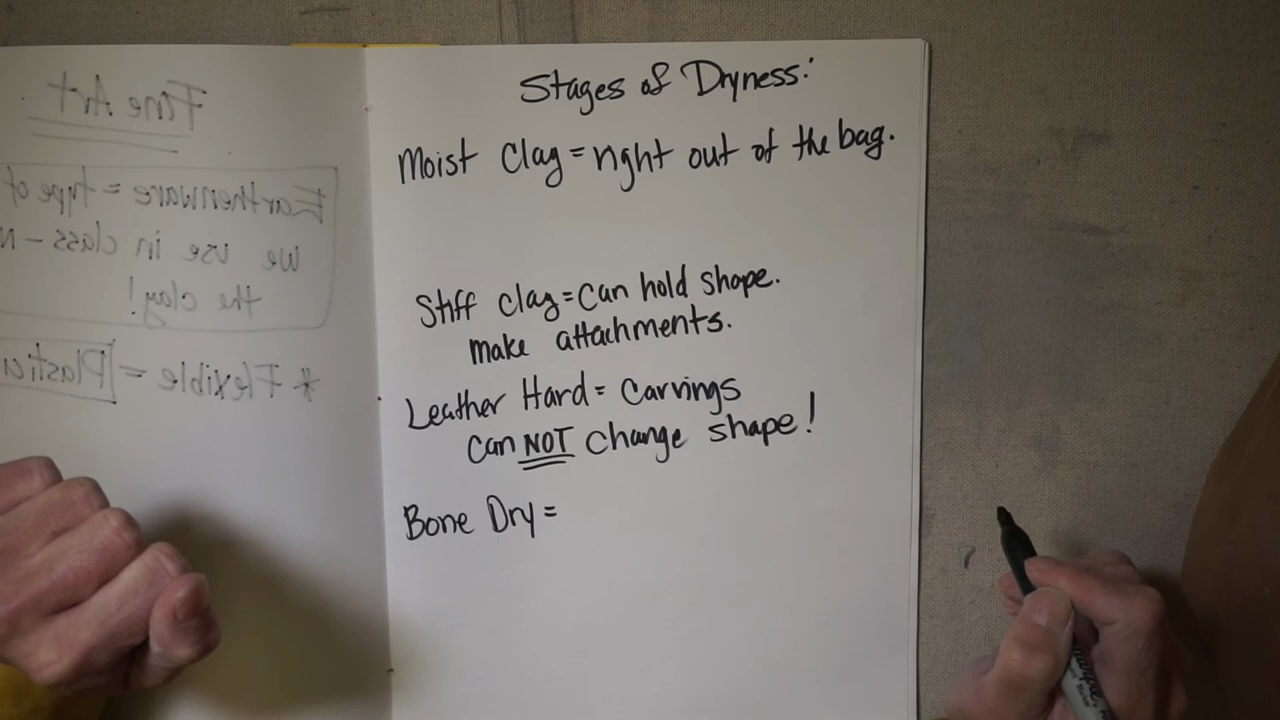 Fine Art
Earthenware = type of
we use in class - N
the clay!
* Flexible = Plastici
Stages of Dryness:
Moist Clay = right out of the bag.
Stiff clay = Can hold shape.
make attachments.
Leather Hard = Carvings
can NOT change shape!
Bone Dry =